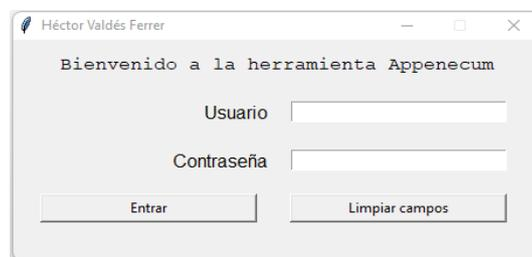 Héctor Valdés Ferrer
Bienvenido a la herramienta Appenecum
Usuario
Contraseña
Entrar
Limpiar campos